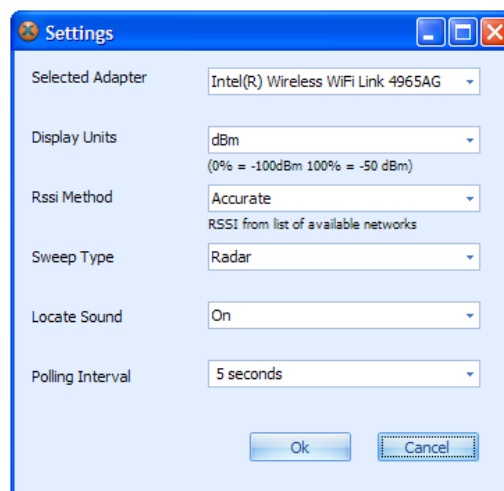 Settings
Selected Adapter Intel(R) Wireless WiFi Link 4965AG
Display Units dBm
(0% = -100dBm 100% = -50 dBm)
Rssi Method Accurate
RSSI from list of available networks
Sweep Type Radar
Locate Sound On
Polling Interval 5 seconds
Ok Cancel